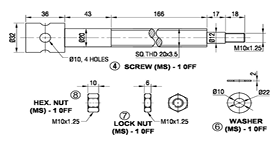 36 43 166 17 18
Ø32
Ø20
Ø12
M10x1.25
SQ THD 20x3.5
Ø10, 4 HOLES
④ SCREW (MS) - 1 OFF
⑧ HEX. NUT
(MS) - 1 OFF
10
M10x1.25
⑦ LOCK NUT
(MS) - 1 OFF
6
M10x1.25
2
Ø10
Ø22
⑥ WASHER
(MS) - 1 OFF